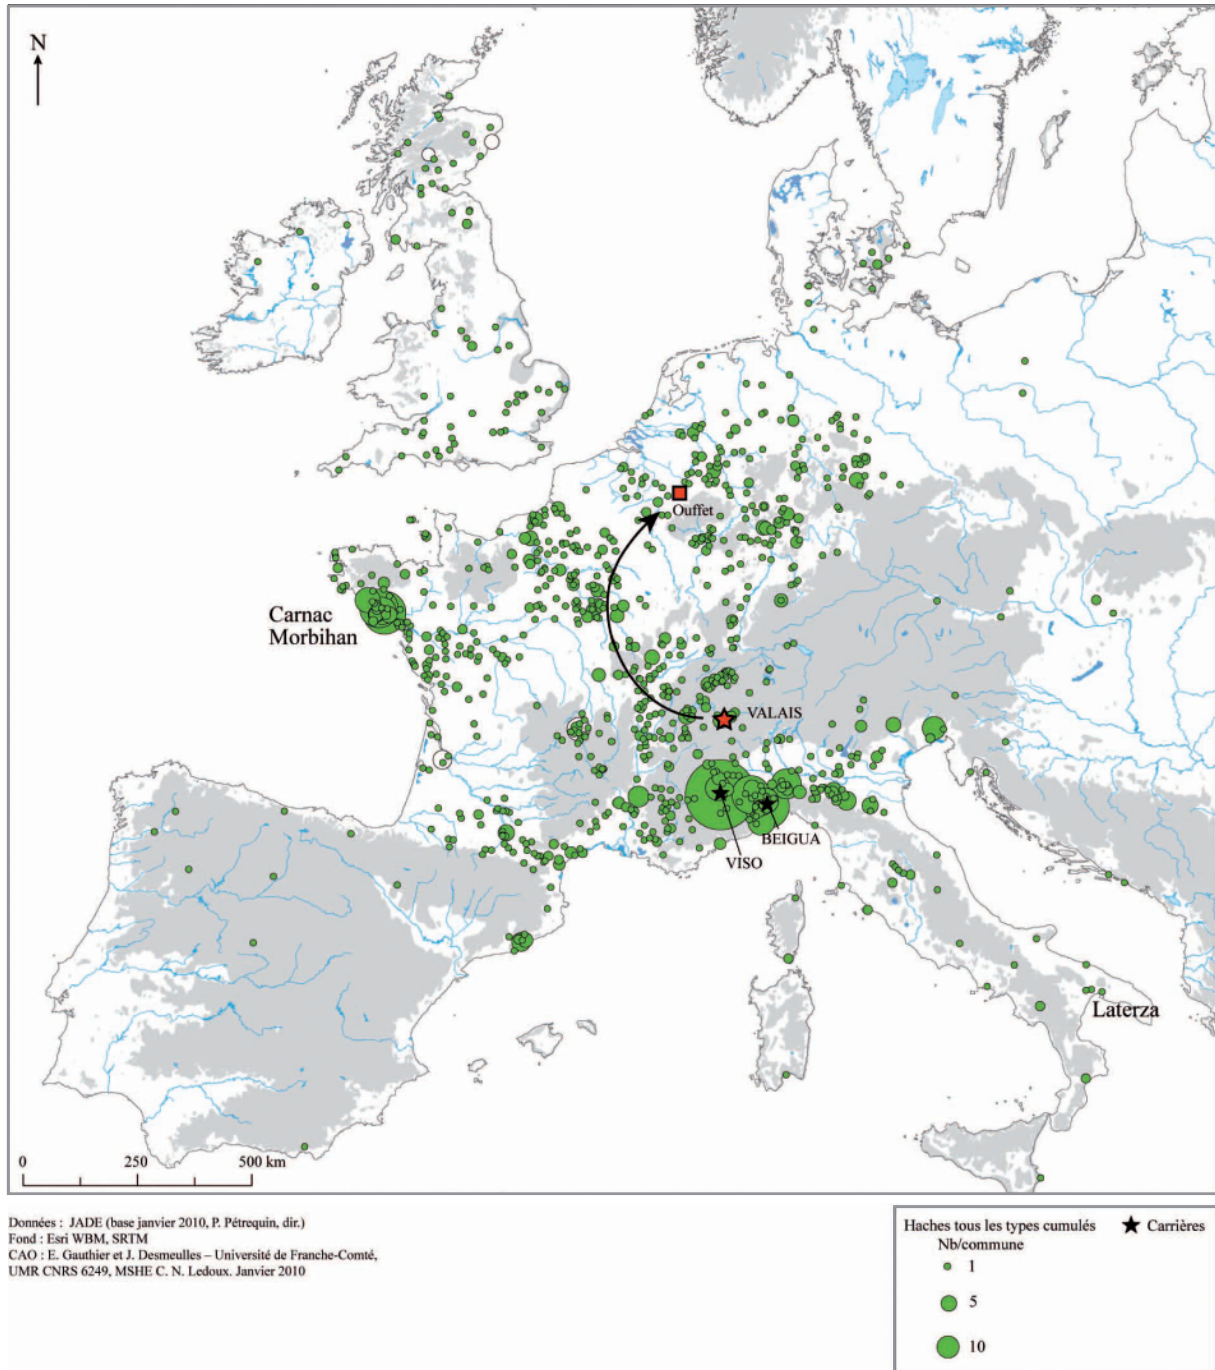 N
Ouffet
Carnac
Morbihan
VALAIS
BEIGUA
VISO
Laterza
0 250 500 km
Données : JADE (base janvier 2010, P. Pétrequin, dir.)
Fond : Esri WBM, SRTM
CAO : E. Gauthier et J. Desmeulles – Université de Franche-Comté,
UMR CNRS 6249, MSHE C. N. Ledoux. Janvier 2010
Haches tous les types cumulés ★ Carrières
Nb/commune
1
5
10